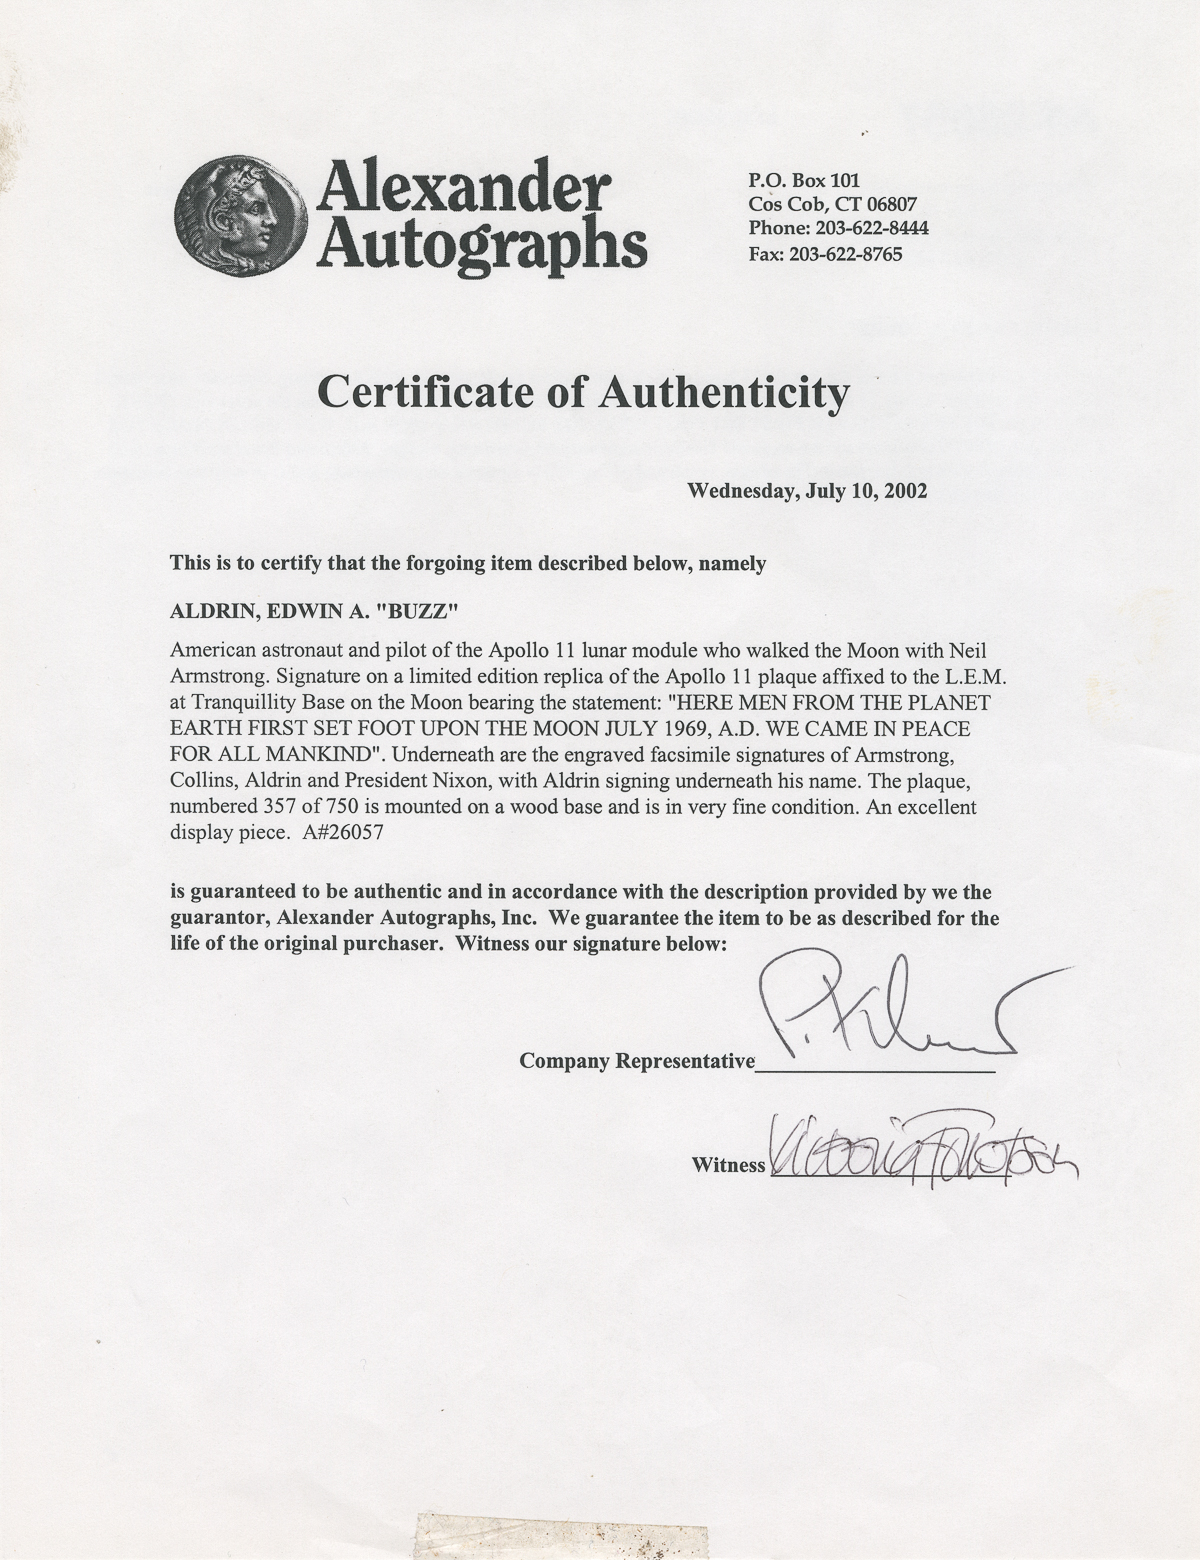 Alexander
Autographs
P.O. Box 101
Cos Cob, CT 06807
Phone: 203-622-8444
Fax: 203-622-8765
Certificate of Authenticity
Wednesday, July 10, 2002
This is to certify that the forgoing item described below, namely
ALDRIN, EDWIN A. "BUZZ"
American astronaut and pilot of the Apollo 11 lunar module who walked the Moon with Neil
Armstrong. Signature on a limited edition replica of the Apollo 11 plaque affixed to the L.E.M.
at Tranquillity Base on the Moon bearing the statement: "HERE MEN FROM THE PLANET
EARTH FIRST SET FOOT UPON THE MOON JULY 1969, A.D. WE CAME IN PEACE
FOR ALL MANKIND". Underneath are the engraved facsimile signatures of Armstrong,
Collins, Aldrin and President Nixon, with Aldrin signing underneath his name. The plaque,
numbered 357 of 750 is mounted on a wood base and is in very fine condition. An excellent
display piece. A#26057
is guaranteed to be authentic and in accordance with the description provided by we the
guarantor, Alexander Autographs, Inc. We guarantee the item to be as described for the
life of the original purchaser. Witness our signature below:
Company Representative
Witness Victoria